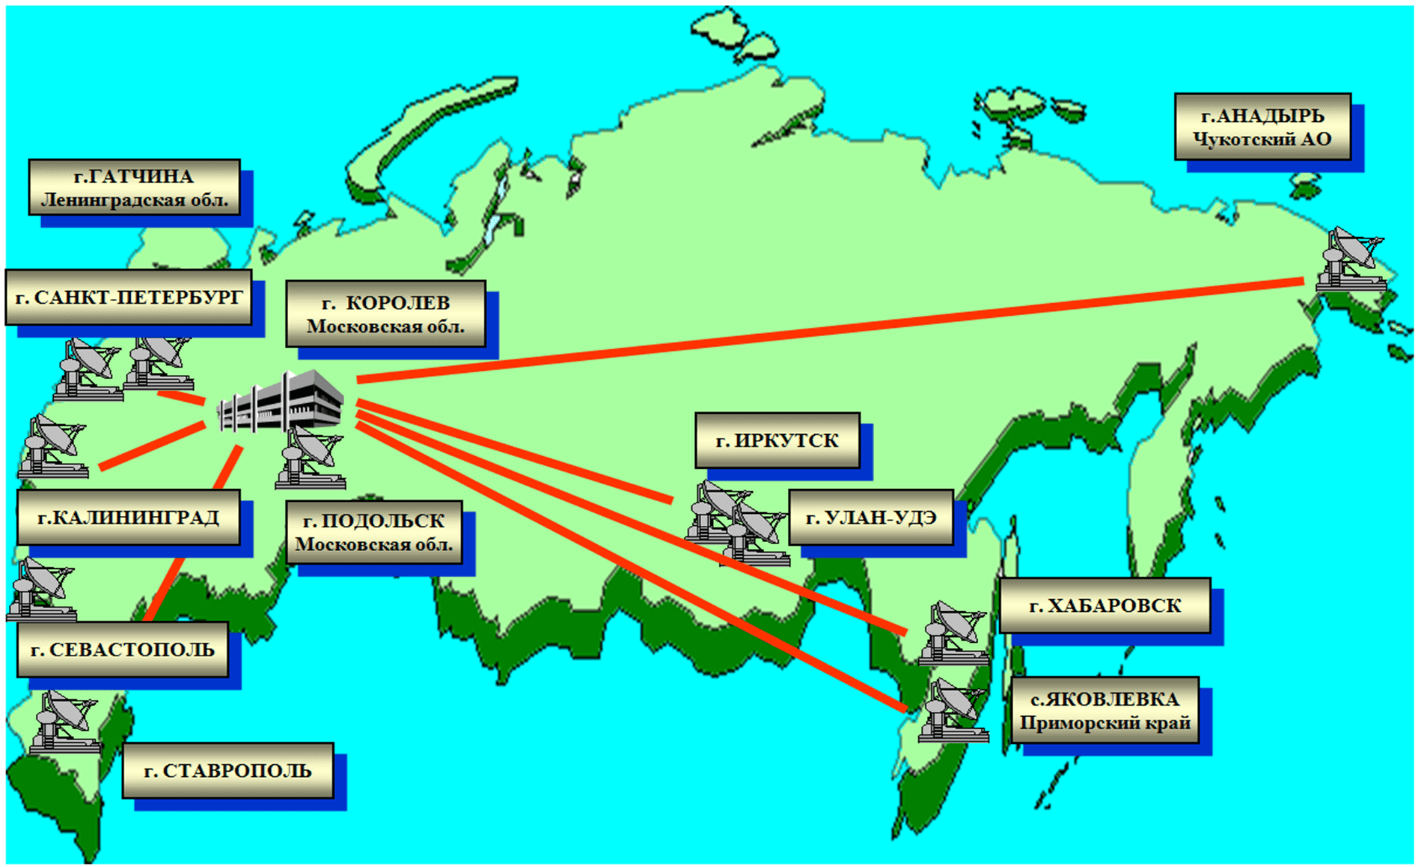 г.АНАДЫРЬ
Чукотский АО
г.ГАТЧИНА
Ленинградская обл.
г. САНКТ-ПЕТЕРБУРГ
г.  КОРОЛЕВ
Московская обл.
г. ИРКУТСК
г.КАЛИНИНГРАД
г. ПОДОЛЬСК
Московская обл.
г. УЛАН-УДЭ
г. ХАБАРОВСК
г. СЕВАСТОПОЛЬ
с.ЯКОВЛЕВКА
Приморский край
г. СТАВРОПОЛЬ